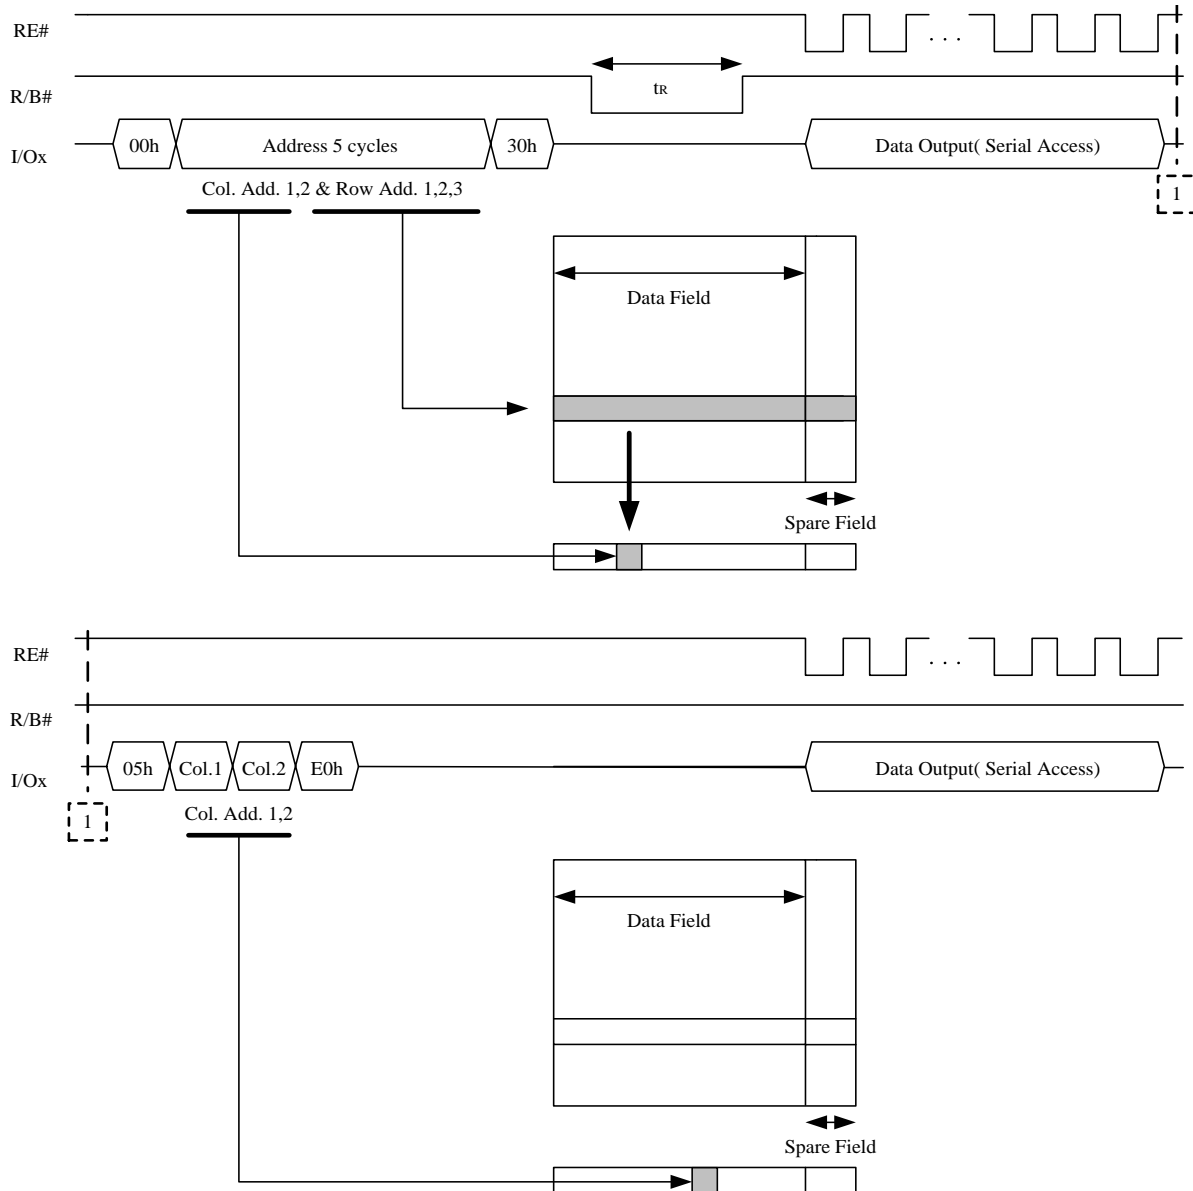 RE#
. . .
R/B#
tR
I/Ox
00h
Address 5 cycles
30h
Data Output( Serial Access)
Col. Add. 1,2 & Row Add. 1,2,3
1
Data Field
Spare Field
RE#
. . .
R/B#
I/Ox
05h
Col.1
Col.2
E0h
Data Output( Serial Access)
1
Col. Add. 1,2
Data Field
Spare Field